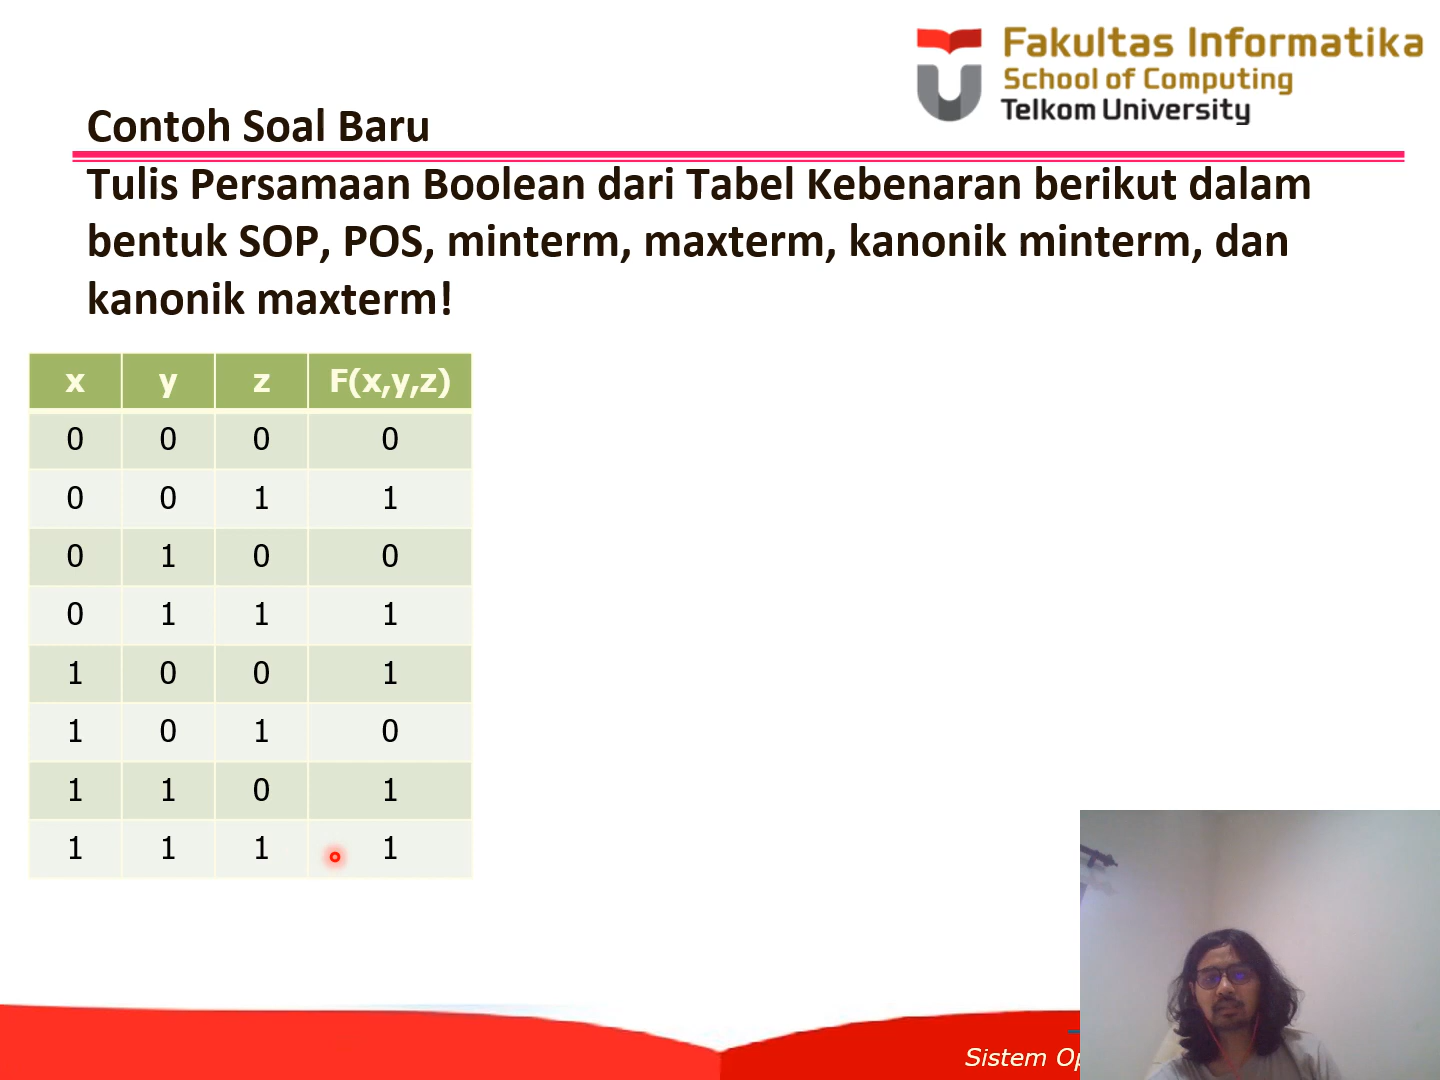 Fakultas Informatika
School of Computing
Telkom University
Contoh Soal Baru
Tulis Persamaan Boolean dari Tabel Kebenaran berikut dalam
bentuk SOP, POS, minterm, maxterm, kanonik minterm, dan
kanonik maxterm!
x y z F(x,y,z)
0 0 0 0
0 0 1 1
0 1 0 0
0 1 1 1
1 0 0 1
1 0 1 0
1 1 0 1
1 1 1 1
Sistem